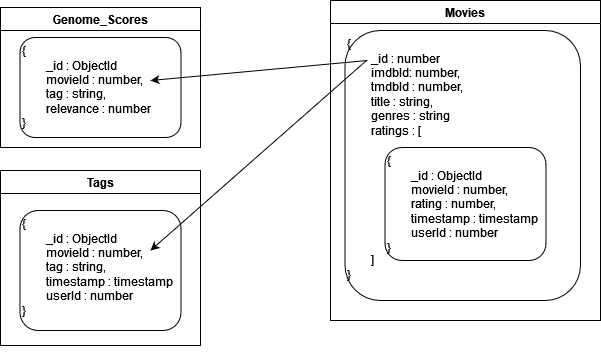 Genome_Scores
{
_id : ObjectId
movieId : number,
tag : string,
relevance : number
}
Tags
{
_id : ObjectId
movieId : number,
tag : string,
timestamp : timestamp
userId : number
}
Movies
{
_id : number
imdbId: number,
tmdbId : number,
title : string,
genres : string
ratings : [
{
_id : ObjectId
movieId : number,
rating : number,
timestamp : timestamp
userId : number
}
]
}